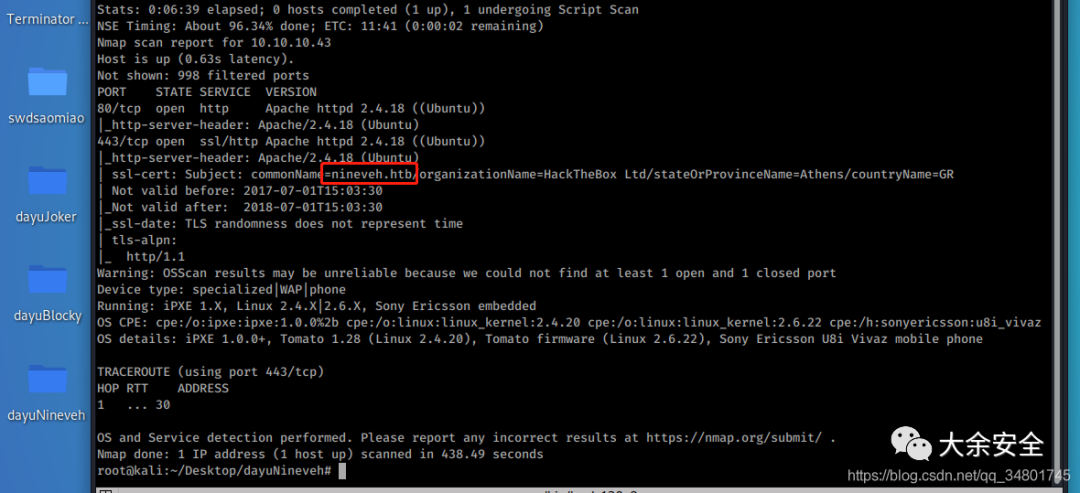 Terminator ...
swdsaomiao
dayuJoker
dayuBlocky
dayuNineveh
Stats: 0:06:39 elapsed; 0 hosts completed (1 up), 1 undergoing Script Scan
NSE Timing: About 96.34% done; ETC: 11:41 (0:00:02 remaining)
Nmap scan report for 10.10.10.43
Host is up (0.63s latency).
Not shown: 998 filtered ports
PORT    STATE SERVICE  VERSION
80/tcp  open  http     Apache httpd 2.4.18 ((Ubuntu))
|_http-server-header: Apache/2.4.18 (Ubuntu)
443/tcp open  ssl/http Apache httpd 2.4.18 ((Ubuntu))
|_http-server-header: Apache/2.4.18 (Ubuntu)
| ssl-cert: Subject: commonName=nineveh.htb/organizationName=HackTheBox Ltd/stateOrProvinceName=Athens/countryName=GR
| Not valid before: 2017-07-01T15:03:30
|_Not valid after:  2018-07-01T15:03:30
|_ssl-date: TLS randomness does not represent time
| tls-alpn:
|_  http/1.1
Warning: OSScan results may be unreliable because we could not find at least 1 open and 1 closed port
Device type: specialized|WAP|phone
Running: iPXE 1.X, Linux 2.4.X|2.6.X, Sony Ericsson embedded
OS CPE: cpe:/o:ipxe:ipxe:1.0.0%2b cpe:/o:linux:linux_kernel:2.4.20 cpe:/o:linux:linux_kernel:2.6.22 cpe:/h:sonyericsson:u8i_vivaz
OS details: iPXE 1.0.0+, Tomato 1.28 (Linux 2.4.20), Tomato firmware (Linux 2.6.22), Sony Ericsson U8i Vivaz mobile phone
TRACEROUTE (using port 443/tcp)
HOP RTT    ADDRESS
1   ... 30
OS and Service detection performed. Please report any incorrect results at https://nmap.org/submit/ .
Nmap done: 1 IP address (1 host up) scanned in 438.49 seconds
root@kali:~/Desktop/dayuNineveh#
大余安全
https://blog.csdn.net/qq_34801745